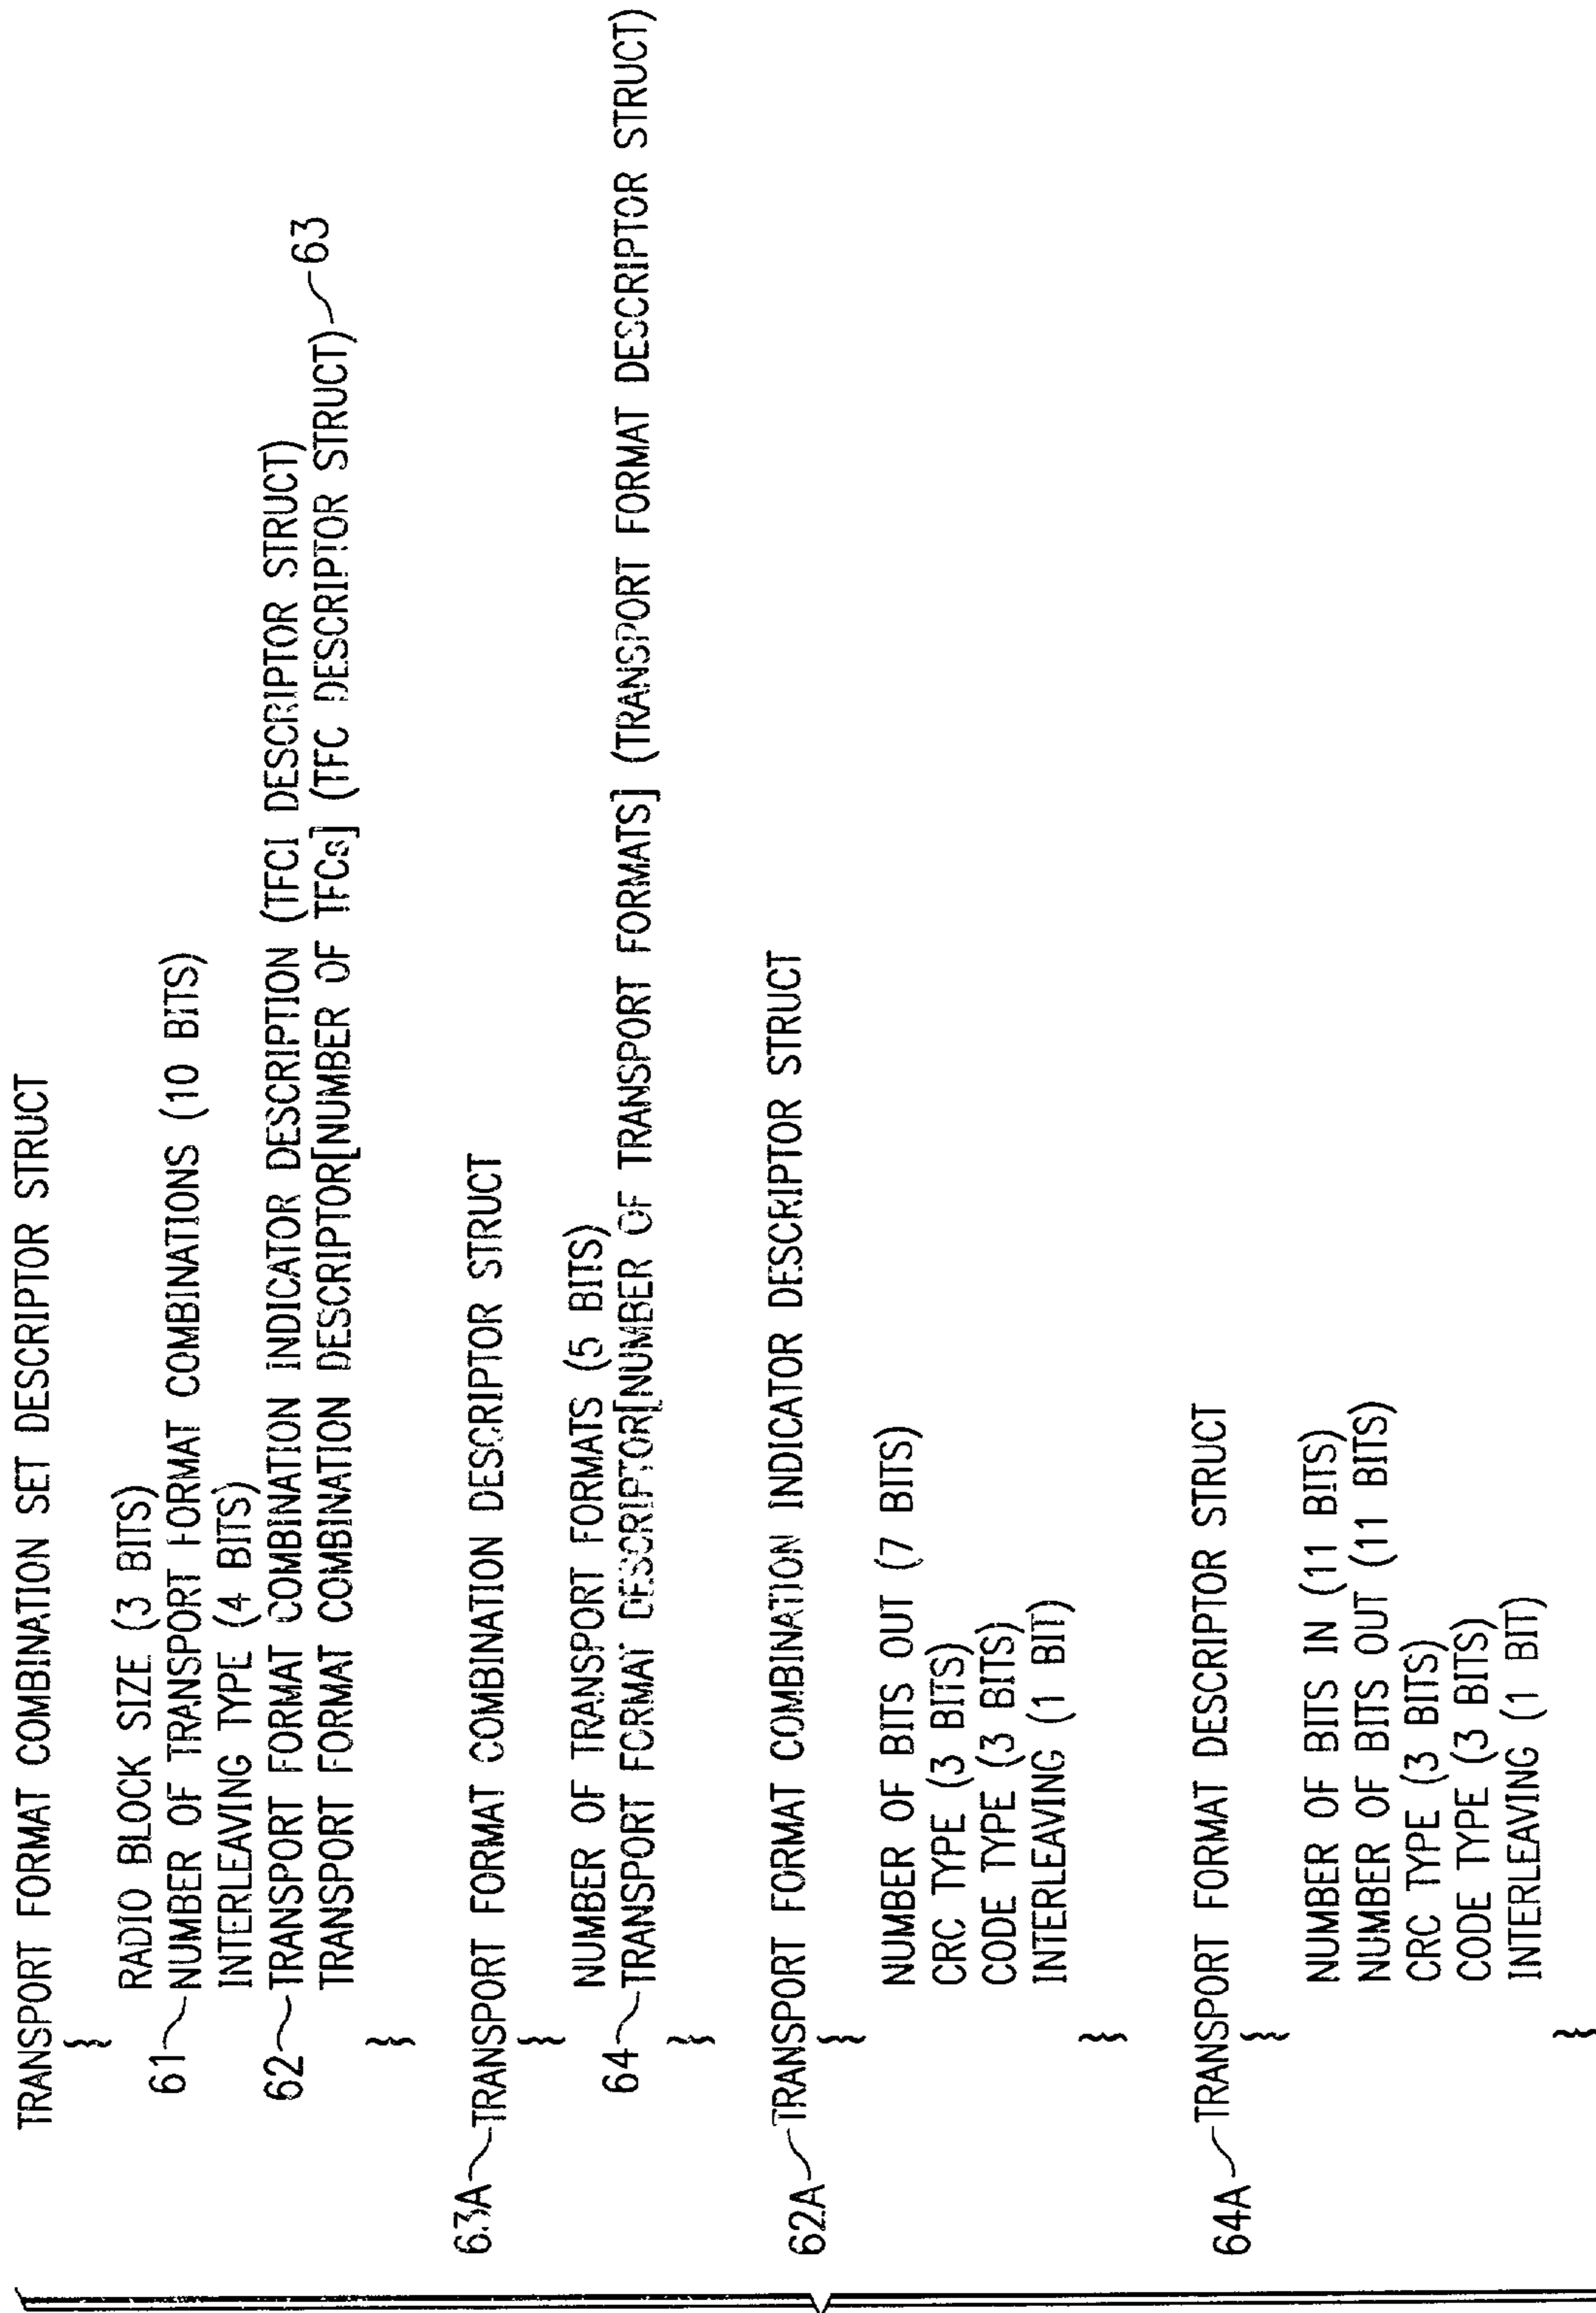 TRANSPORT FORMAT COMBINATION SET DESCRIPTOR STRUCT
{
RADIO BLOCK SIZE (3 BITS)
61 NUMBER OF TRANSPORT FORMAT COMBINATIONS (10 BITS)
INTERLEAVING TYPE (4 BITS)
62 TRANSPORT FORMAT COMBINATION INDICATOR DESCRIPTION (TFCI DESCRIPTOR STRUCT)
TRANSPORT FORMAT COMBINATION DESCRIPTOR[NUMBER OF TFCs] (TFC DESCRIPTOR STRUCT) 63
}
63A TRANSPORT FORMAT COMBINATION DESCRIPTOR STRUCT
{
NUMBER OF TRANSPORT FORMATS (5 BITS)
64 TRANSPORT FORMAT DESCRIPTOR[NUMBER OF TRANSPORT FORMATS] (TRANSPORT FORMAT DESCRIPTOR STRUCT)
}
62A TRANSPORT FORMAT COMBINATION INDICATOR DESCRIPTOR STRUCT
{
NUMBER OF BITS OUT (7 BITS)
CRC TYPE (3 BITS)
CODE TYPE (3 BITS)
INTERLEAVING (1 BIT)
}
64A TRANSPORT FORMAT DESCRIPTOR STRUCT
{
NUMBER OF BITS IN (11 BITS)
NUMBER OF BITS OUT (11 BITS)
CRC TYPE (3 BITS)
CODE TYPE (3 BITS)
INTERLEAVING (1 BIT)
}